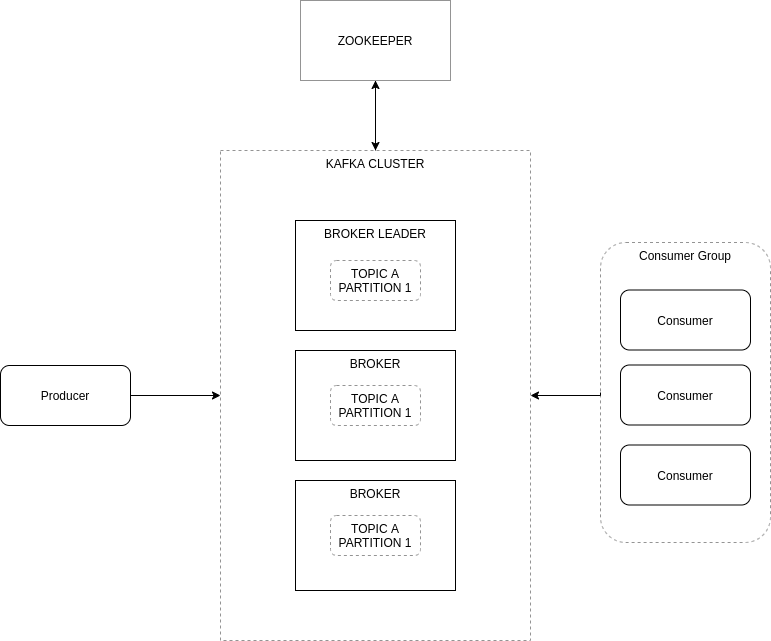 ZOOKEEPER
KAFKA CLUSTER
BROKER LEADER
TOPIC A
PARTITION 1
BROKER
TOPIC A
PARTITION 1
BROKER
TOPIC A
PARTITION 1
Producer
Consumer Group
Consumer
Consumer
Consumer